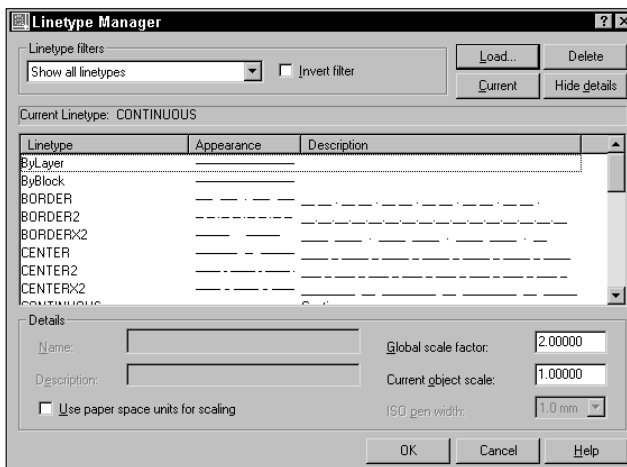 Linetype Manager
Linetype filters
Show all linetypes
Invert filter
Load...
Delete
Current
Hide details
Current Linetype: CONTINUOUS
Linetype Appearance Description
ByLayer
ByBlock
BORDER
BORDER2
BORDERX2
CENTER
CENTER2
CENTERX2
CONTINUOUS
Details
Name:
Description:
Use paper space units for scaling
Global scale factor: 2.00000
Current object scale: 1.00000
ISO pen width: 1.0 mm
OK Cancel Help